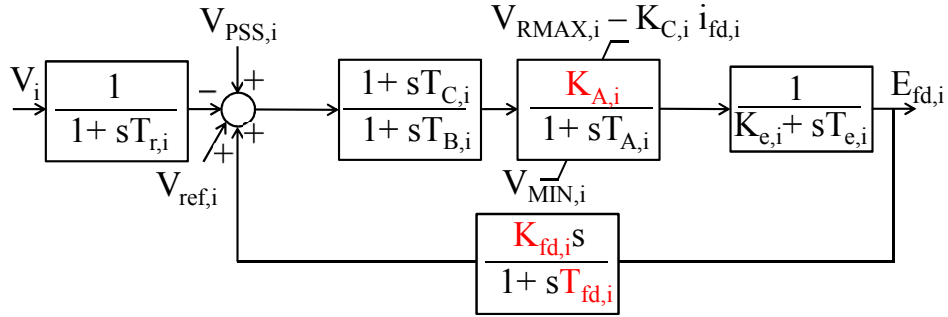 V_PSS,i
V_RMAX,i – K_C,i i_fd,i
V_i
1
1+ sT_r,i
–
+
+
+
V_ref,i
1+ sT_C,i
1+ sT_B,i
K_A,i
1+ sT_A,i
V_MIN,i
1
K_e,i+ sT_e,i
E_fd,i
K_fd,i s
1+ sT_fd,i